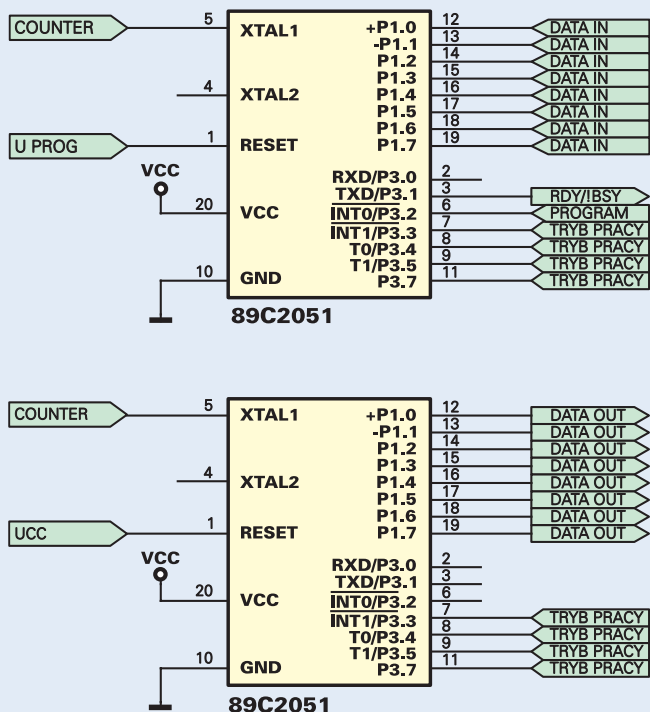 COUNTER 5 XTAL1 +P1.0 12 DATA IN
-P1.1 13 DATA IN
P1.2 14 DATA IN
P1.3 15 DATA IN
4 XTAL2 P1.4 16 DATA IN
P1.5 17 DATA IN
P1.6 18 DATA IN
U PROG 1 RESET P1.7 19 DATA IN
VCC
RXD/P3.0 2
TXD/P3.1 3 RDY/!BSY
20 VCC INT0/P3.2 6 PROGRAM
INT1/P3.3 7 TRYB PRACY
T0/P3.4 8 TRYB PRACY
T1/P3.5 9 TRYB PRACY
10 GND P3.7 11 TRYB PRACY
89C2051
COUNTER 5 XTAL1 +P1.0 12 DATA OUT
-P1.1 13 DATA OUT
P1.2 14 DATA OUT
P1.3 15 DATA OUT
4 XTAL2 P1.4 16 DATA OUT
P1.5 17 DATA OUT
P1.6 18 DATA OUT
UCC 1 RESET P1.7 19 DATA OUT
VCC
RXD/P3.0 2
TXD/P3.1 3
20 VCC INT0/P3.2 6
INT1/P3.3 7 TRYB PRACY
T0/P3.4 8 TRYB PRACY
T1/P3.5 9 TRYB PRACY
10 GND P3.7 11 TRYB PRACY
89C2051